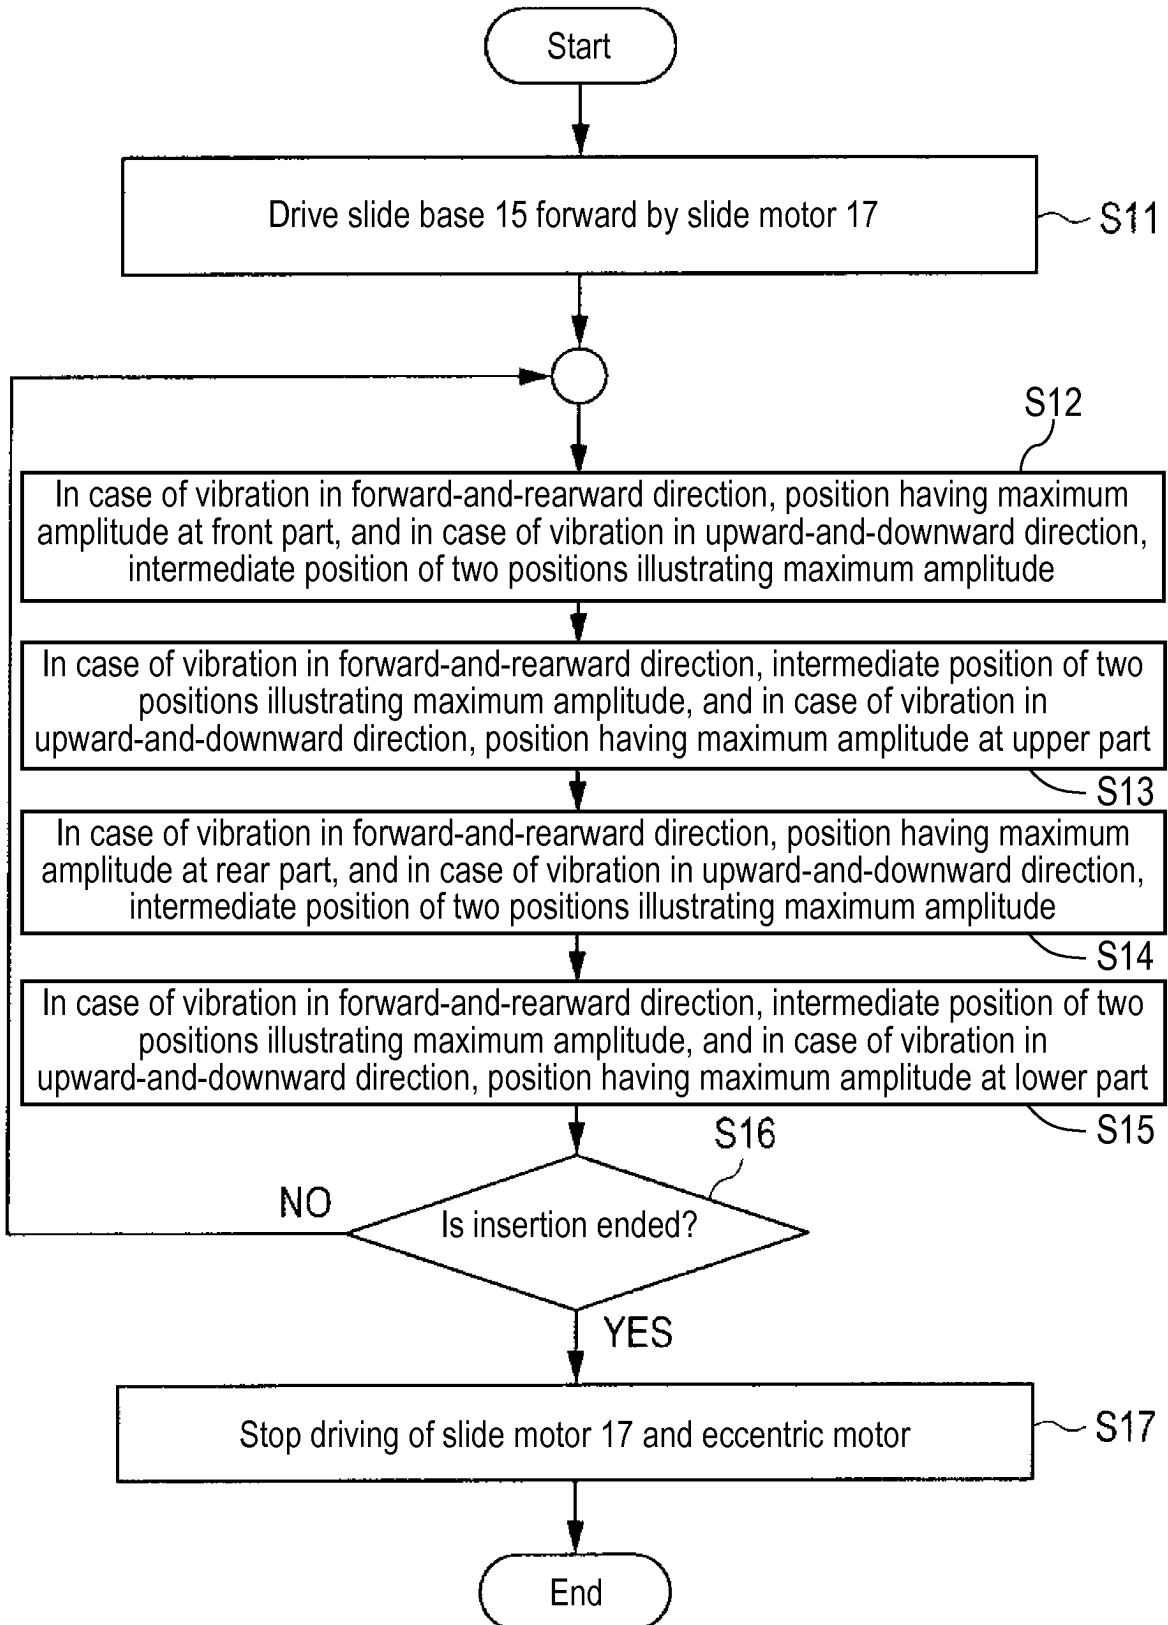 Start
Drive slide base 15 forward by slide motor 17
S11
S12
In case of vibration in forward-and-rearward direction, position having maximum
amplitude at front part, and in case of vibration in upward-and-downward direction,
intermediate position of two positions illustrating maximum amplitude
In case of vibration in forward-and-rearward direction, intermediate position of two
positions illustrating maximum amplitude, and in case of vibration in
upward-and-downward direction, position having maximum amplitude at upper part
S13
In case of vibration in forward-and-rearward direction, position having maximum
amplitude at rear part, and in case of vibration in upward-and-downward direction,
intermediate position of two positions illustrating maximum amplitude
S14
In case of vibration in forward-and-rearward direction, intermediate position of two
positions illustrating maximum amplitude, and in case of vibration in
upward-and-downward direction, position having maximum amplitude at lower part
S15
S16
NO
Is insertion ended?
YES
Stop driving of slide motor 17 and eccentric motor
S17
End